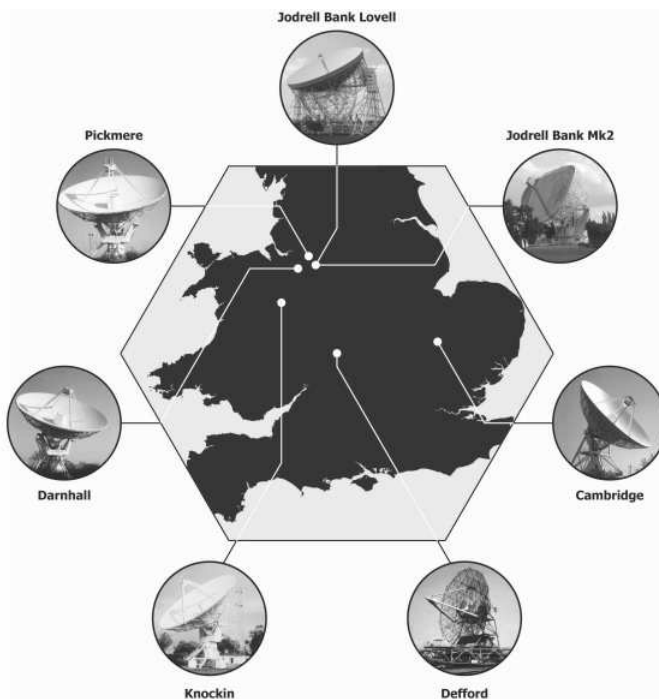 Jodrell Bank Lovell
Pickmere
Jodrell Bank Mk2
Darnhall
Cambridge
Knockin
Defford